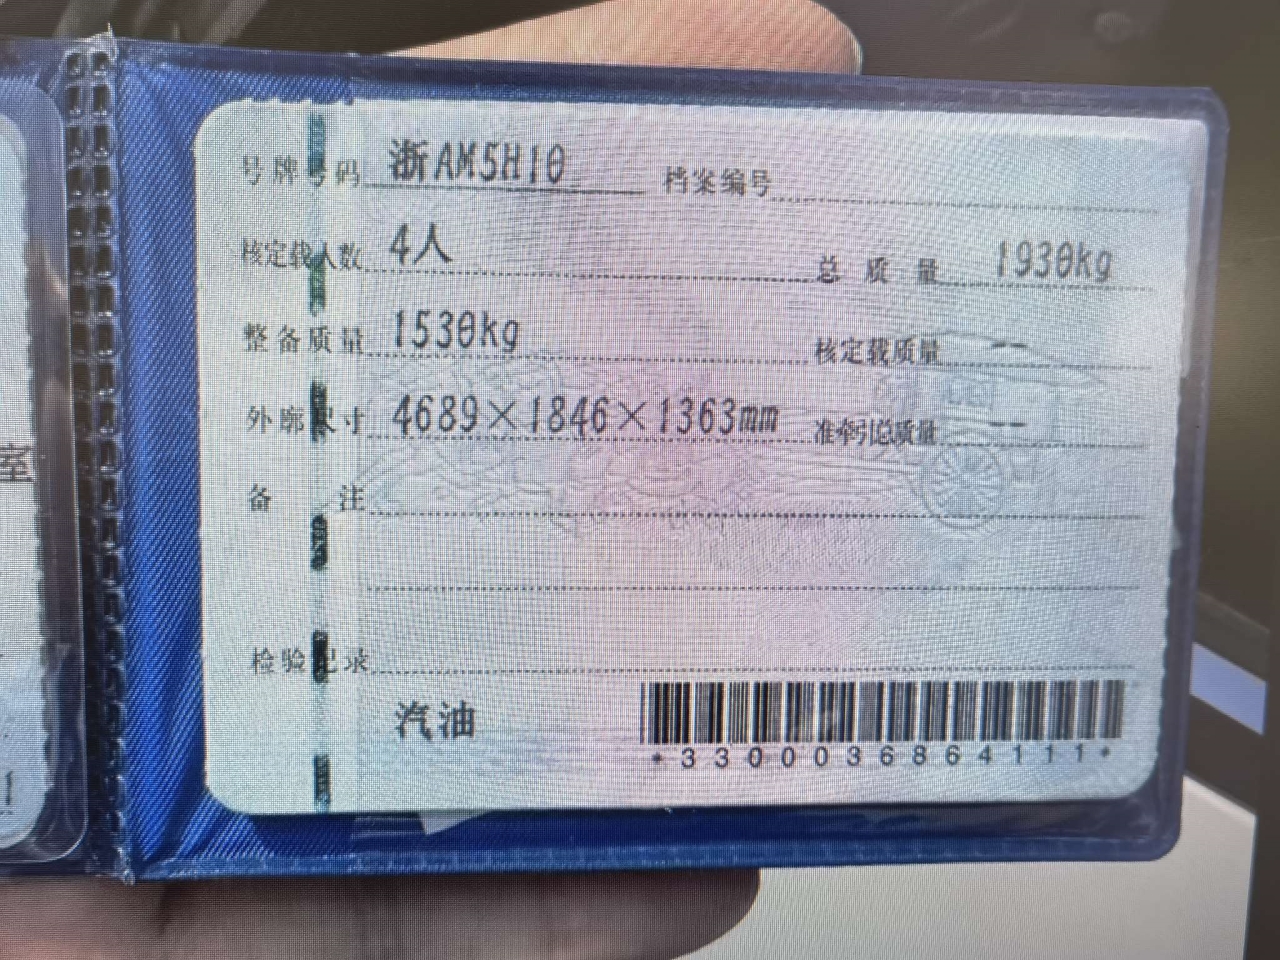 号牌号码 浙AM5H10 档案编号
核定载人数 4人 总质量 1930kg
整备质量 1530kg 核定载质量 --
外廓尺寸 4689×1846×1363mm 准牵引总质量 --
备注
检验记录
汽油
*3300036864111*
室